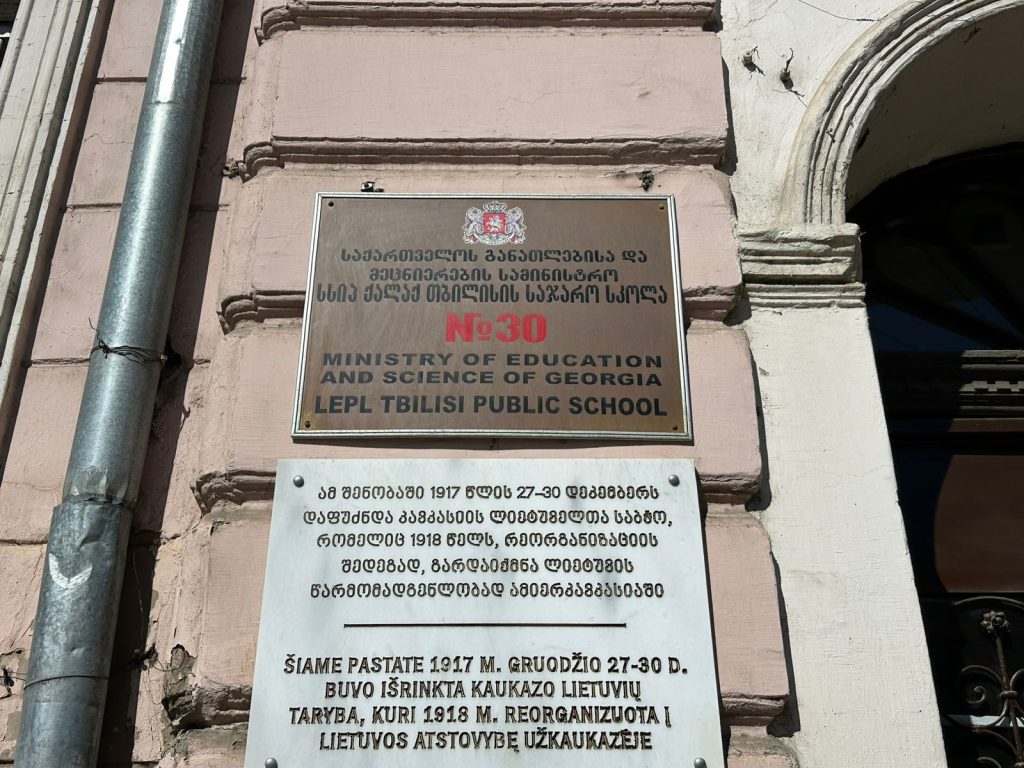 საქართველოს განათლებისა და
მეცნიერების სამინისტრო
სსიპ ქალაქ თბილისის საჯარო სკოლა
№30
MINISTRY OF EDUCATION
AND SCIENCE OF GEORGIA
LEPL TBILISI PUBLIC SCHOOL
ამ შენობაში 1917 წლის 27-30 დეკემბერს
დაფუძნდა კავკასიის ლიეტუველთა საბჭო,
რომელიც 1918 წელს, რეორგანიზაციის
შედეგად, გარდაიქმნა ლიეტუვის
წარმომადგენლობად ამიერკავკასიაში
ŠIAME PASTATE 1917 M. GRUODŽIO 27-30 D.
BUVO IŠRINKTA KAUKAZO LIETUVIŲ
TARYBA, KURI 1918 M. REORGANIZUOTA Į
LIETUVOS ATSTOVYBĘ UŽKAUKAZĖJE